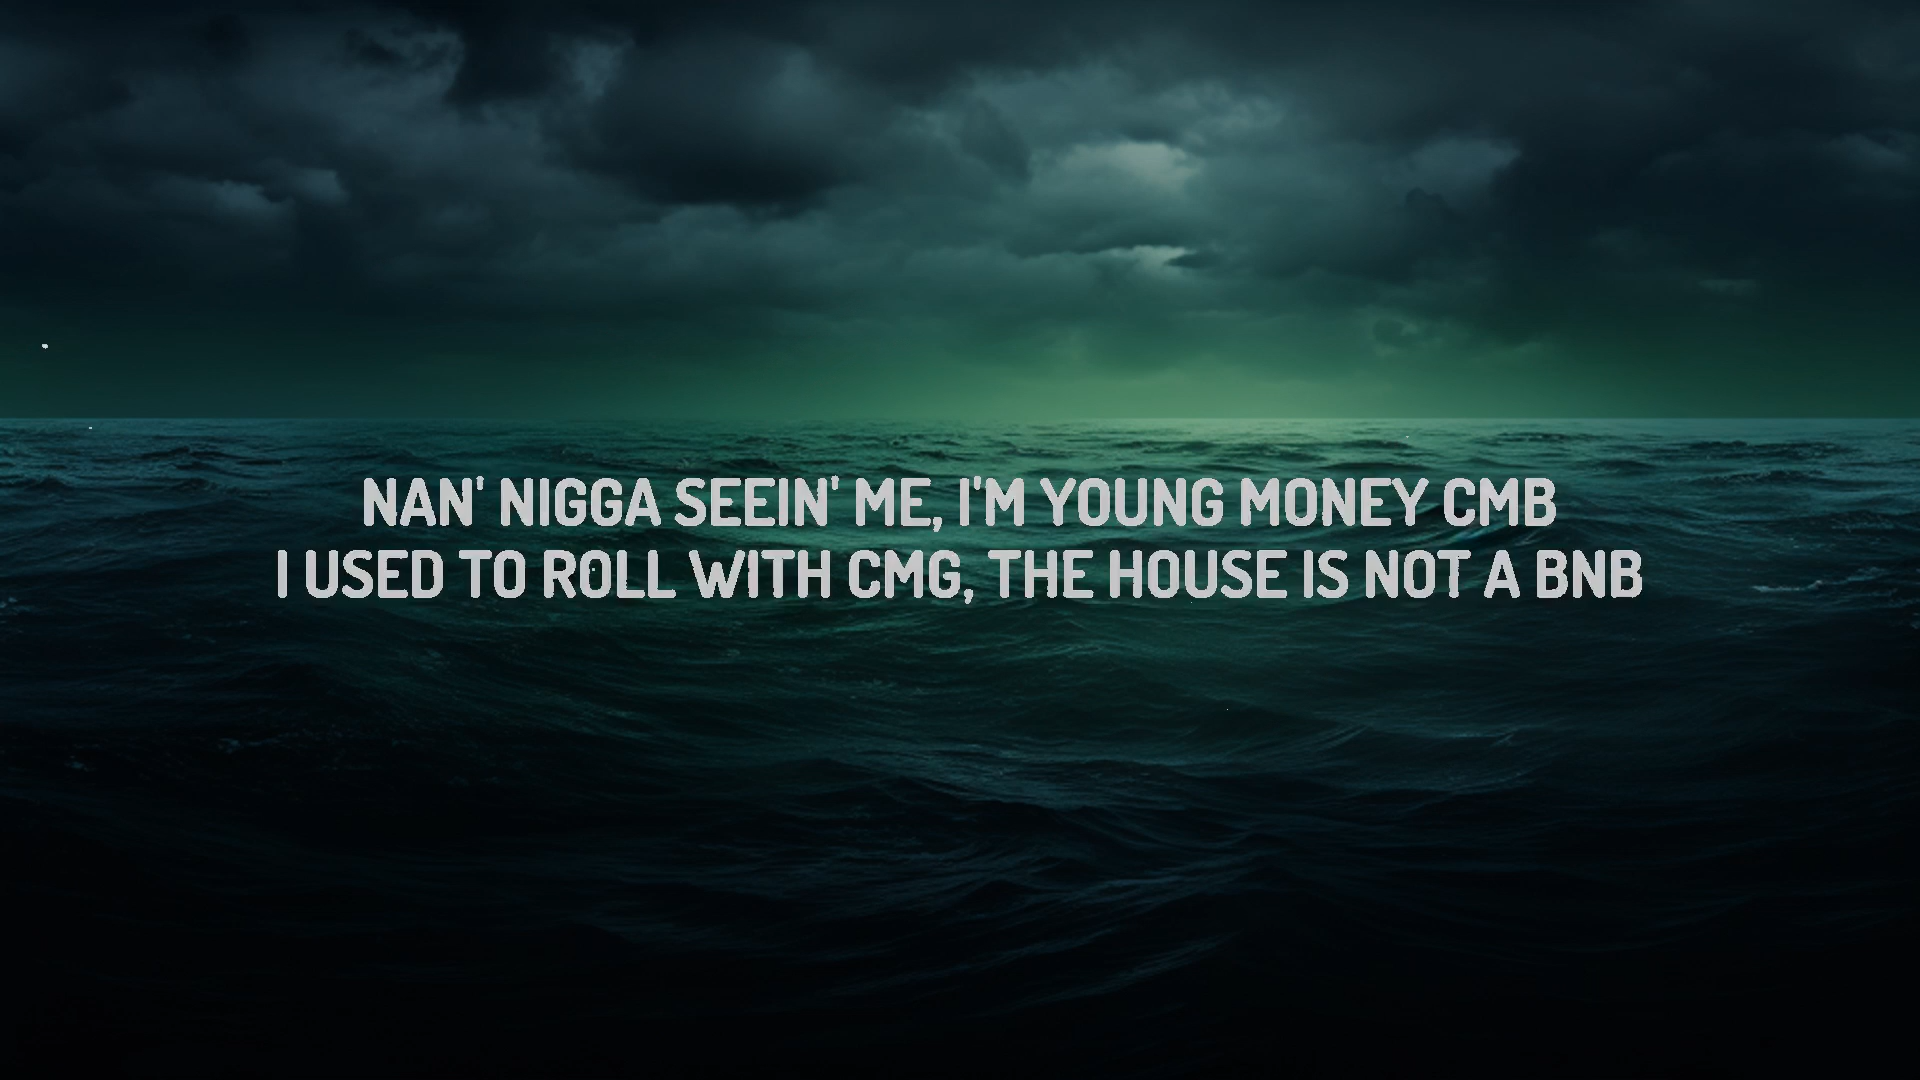 NAN' NIGGA SEEIN' ME, I'M YOUNG MONEY CMB
I USED TO ROLL WITH CMG, THE HOUSE IS NOT A BNB